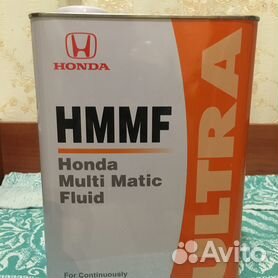 HONDA
HMMF
Honda
Multi Matic
Fluid
ULTRA
For Continuously
Avito